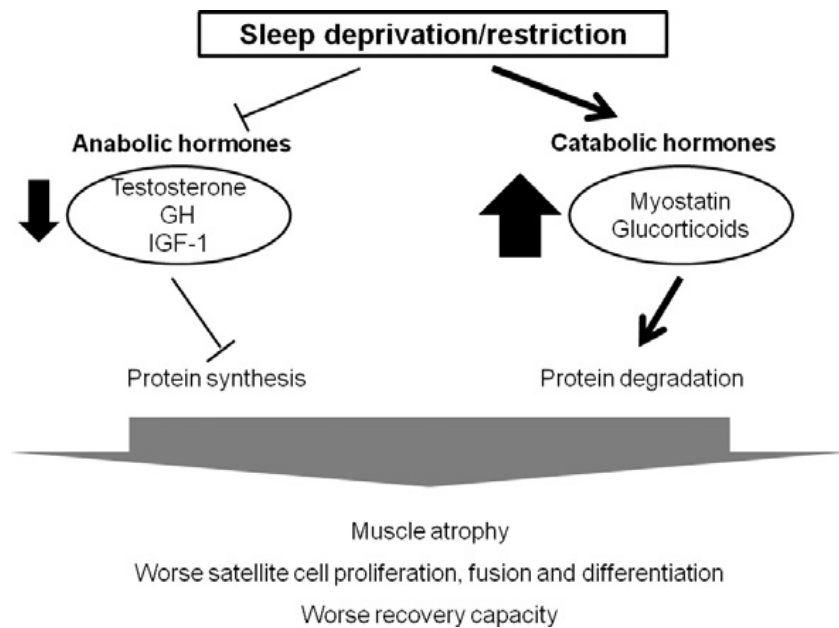 Sleep deprivation/restriction
Anabolic hormones
Testosterone
GH
IGF-1
Catabolic hormones
Myostatin
Glucorticoids
Protein synthesis
Protein degradation
Muscle atrophy
Worse satellite cell proliferation, fusion and differentiation
Worse recovery capacity